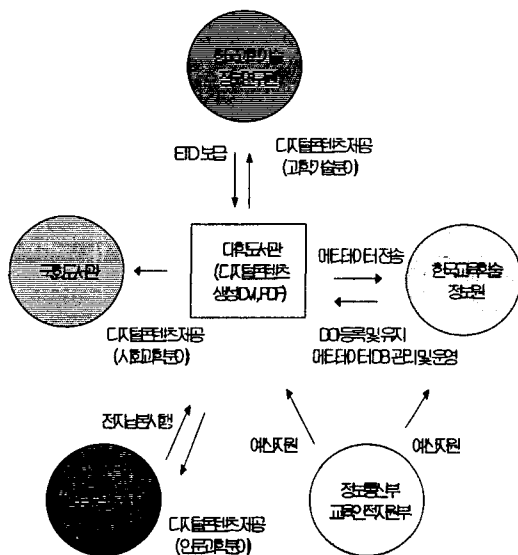 ETD 보급
디지털콘텐츠 제공
(과학기술분야)
국회도서관
대학도서관
(디지털콘텐츠
생성DVI, PDF)
메타데이터 전송
한국교육학술
정보원
디지털콘텐츠 제공
(사회과학분야)
DOI등록 및 유지
메타데이터DB 관리 및 운영
전자납본시행
예산지원
예산지원
정보통신부
교육인적자원부
디지털콘텐츠 제공
(인문과학분야)